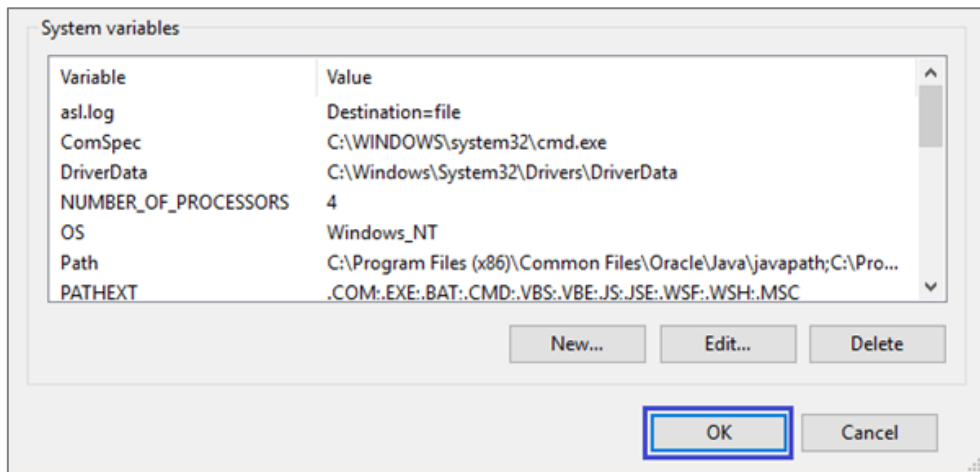 System variables
Variable Value
asl.log Destination=file
ComSpec C:\WINDOWS\system32\cmd.exe
DriverData C:\Windows\System32\Drivers\DriverData
NUMBER_OF_PROCESSORS 4
OS Windows_NT
Path C:\Program Files (x86)\Common Files\Oracle\Java\javapath;C:\Pro...
PATHEXT .COM;.EXE;.BAT;.CMD;.VBS;.VBE;.JS;.JSE;.WSF;.WSH;.MSC
New... Edit... Delete
OK Cancel